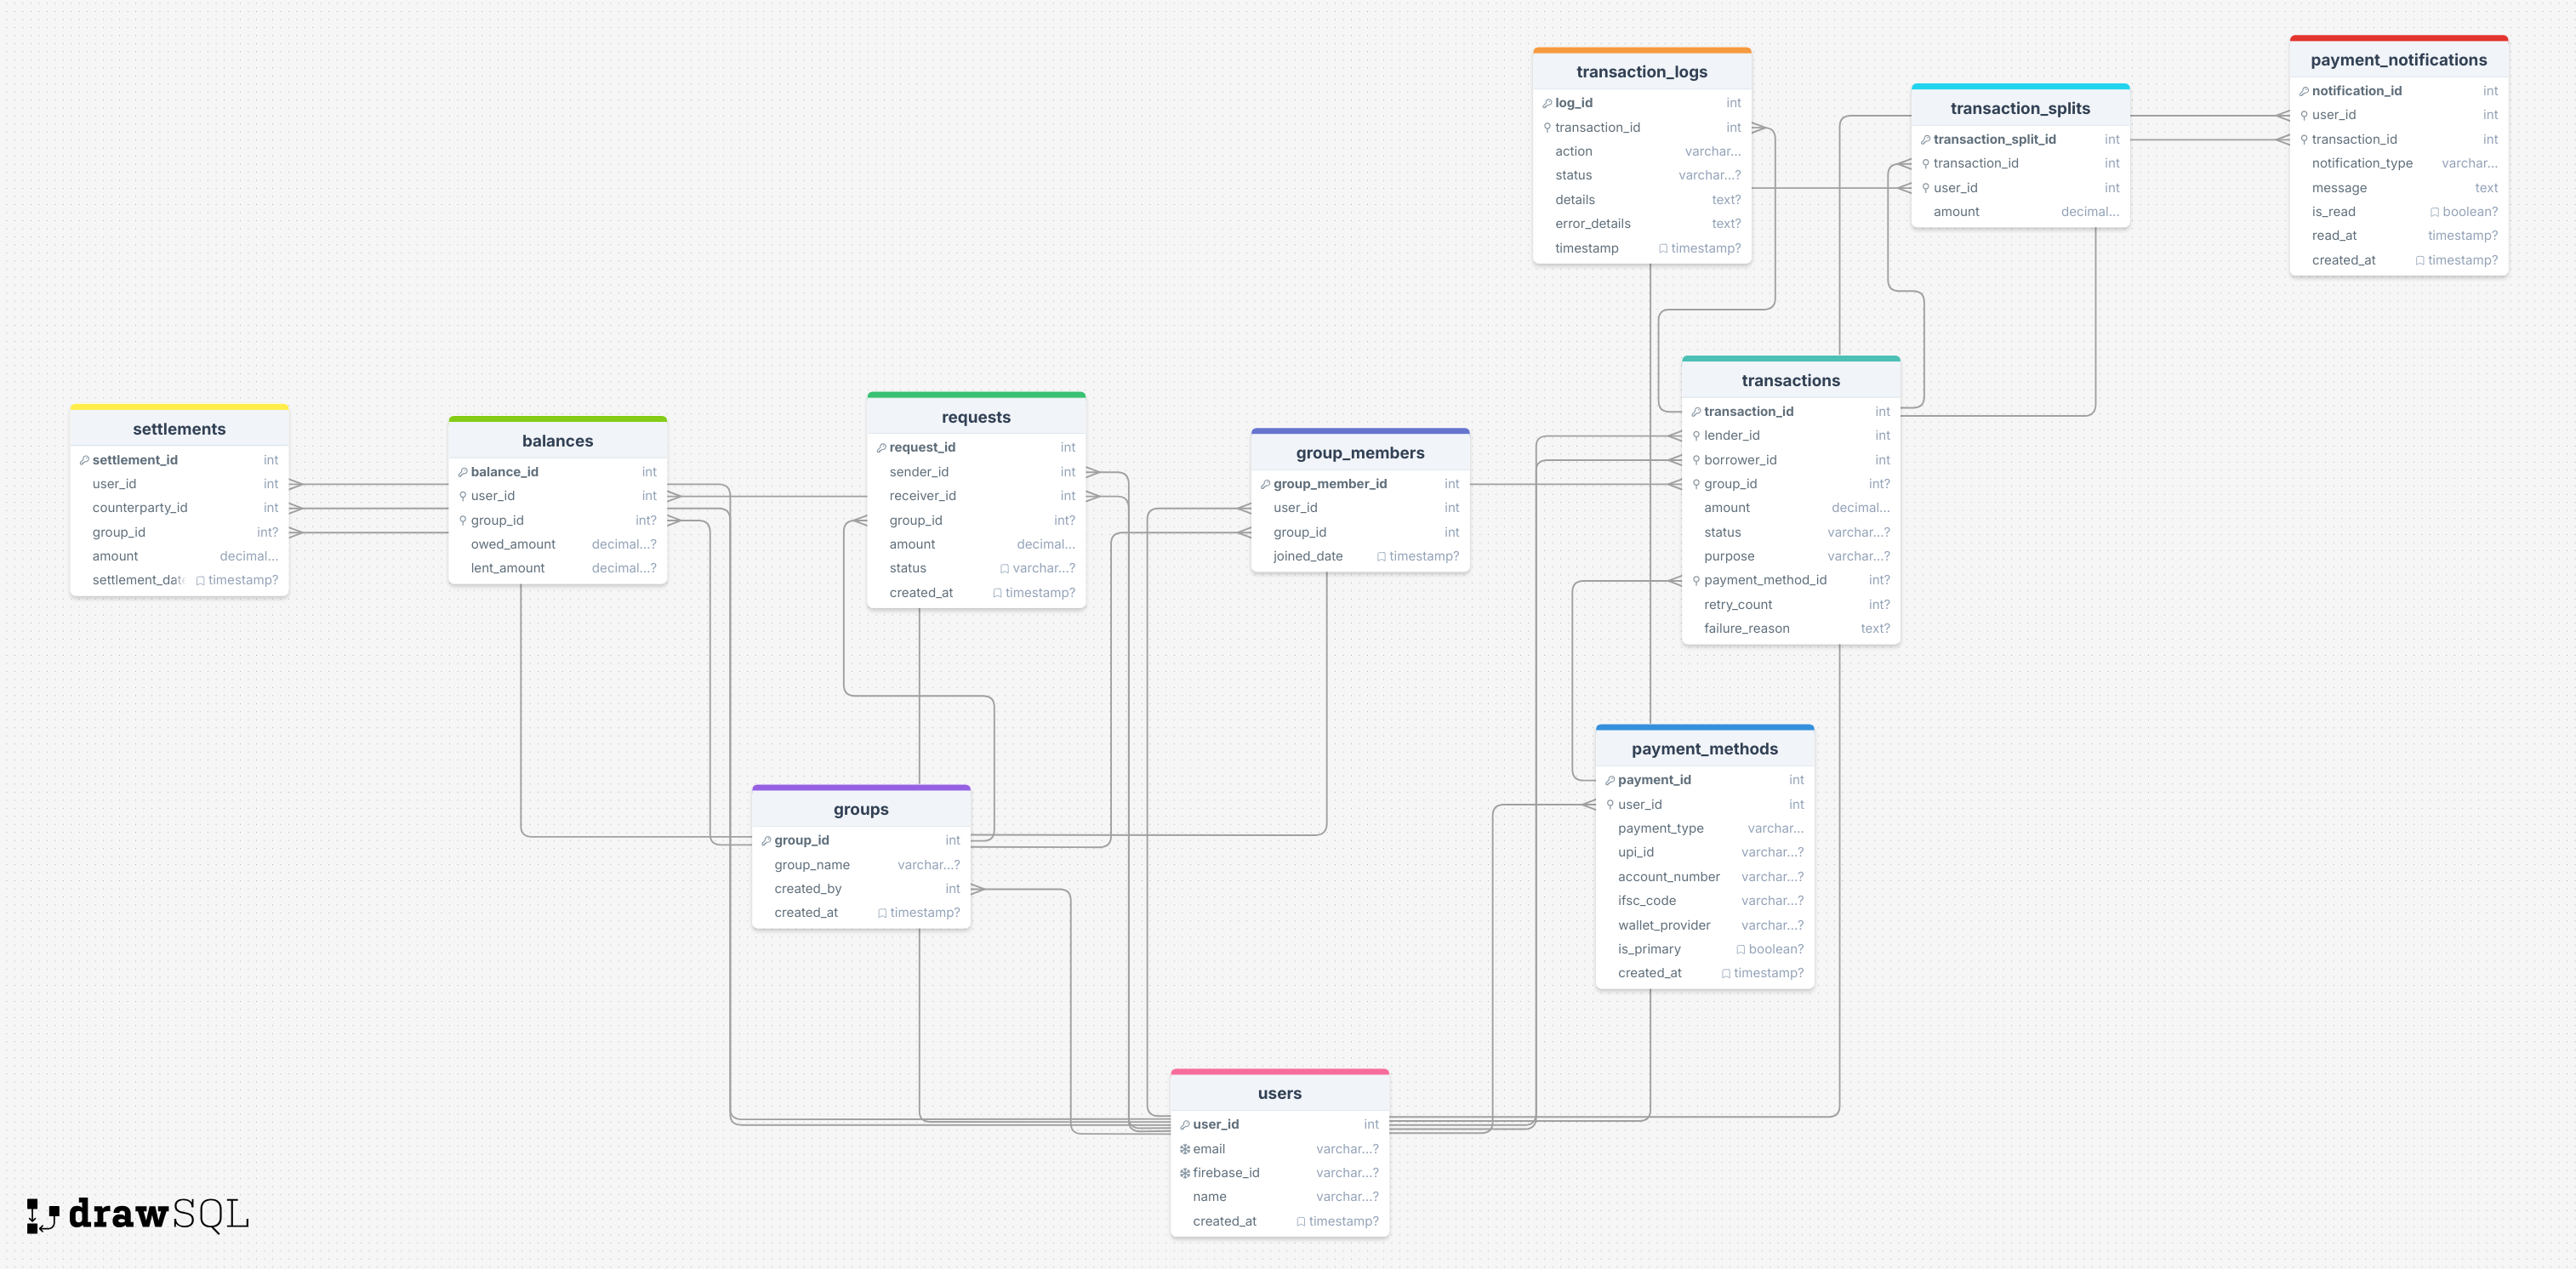 transaction_logs
log_id int
transaction_id int
action varchar...
status varchar...?
details text?
error_details text?
timestamp timestamp?
transaction_splits
transaction_split_id int
transaction_id int
user_id int
amount decimal...
payment_notifications
notification_id int
user_id int
transaction_id int
notification_type varchar...
message text
is_read boolean?
read_at timestamp?
created_at timestamp?
settlements
settlement_id int
user_id int
counterparty_id int
group_id int?
amount decimal...
settlement_date timestamp?
balances
balance_id int
user_id int
group_id int?
owed_amount decimal...?
lent_amount decimal...?
requests
request_id int
sender_id int
receiver_id int
group_id int?
amount decimal...
status varchar...?
created_at timestamp?
group_members
group_member_id int
user_id int
group_id int
joined_date timestamp?
transactions
transaction_id int
lender_id int
borrower_id int
group_id int?
amount decimal...
status varchar...?
purpose varchar...?
payment_method_id int?
retry_count int?
failure_reason text?
groups
group_id int
group_name varchar...?
created_by int
created_at timestamp?
payment_methods
payment_id int
user_id int
payment_type varchar...
upi_id varchar...?
account_number varchar...?
ifsc_code varchar...?
wallet_provider varchar...?
is_primary boolean?
created_at timestamp?
users
user_id int
email varchar...?
firebase_id varchar...?
name varchar...?
created_at timestamp?
drawSQL